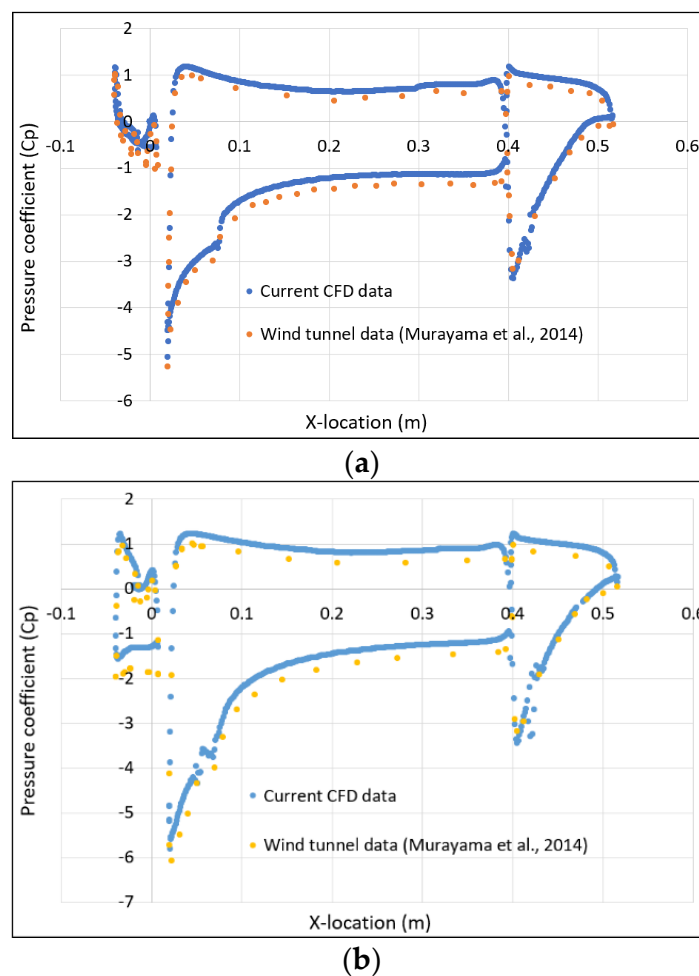 2
1
0
-0.1 0 0.1 0.2 0.3 0.4 0.5 0.6
-1
-2
-3
-4
-5
-6
Pressure coefficient (Cp)
Current CFD data
Wind tunnel data (Murayama et al., 2014)
X-location (m)
(a)
2
1
0
-0.1 0 0.1 0.2 0.3 0.4 0.5 0.6
-1
-2
-3
-4
-5
-6
-7
Pressure coefficient (Cp)
Current CFD data
Wind tunnel data (Murayama et al., 2014)
X-location (m)
(b)